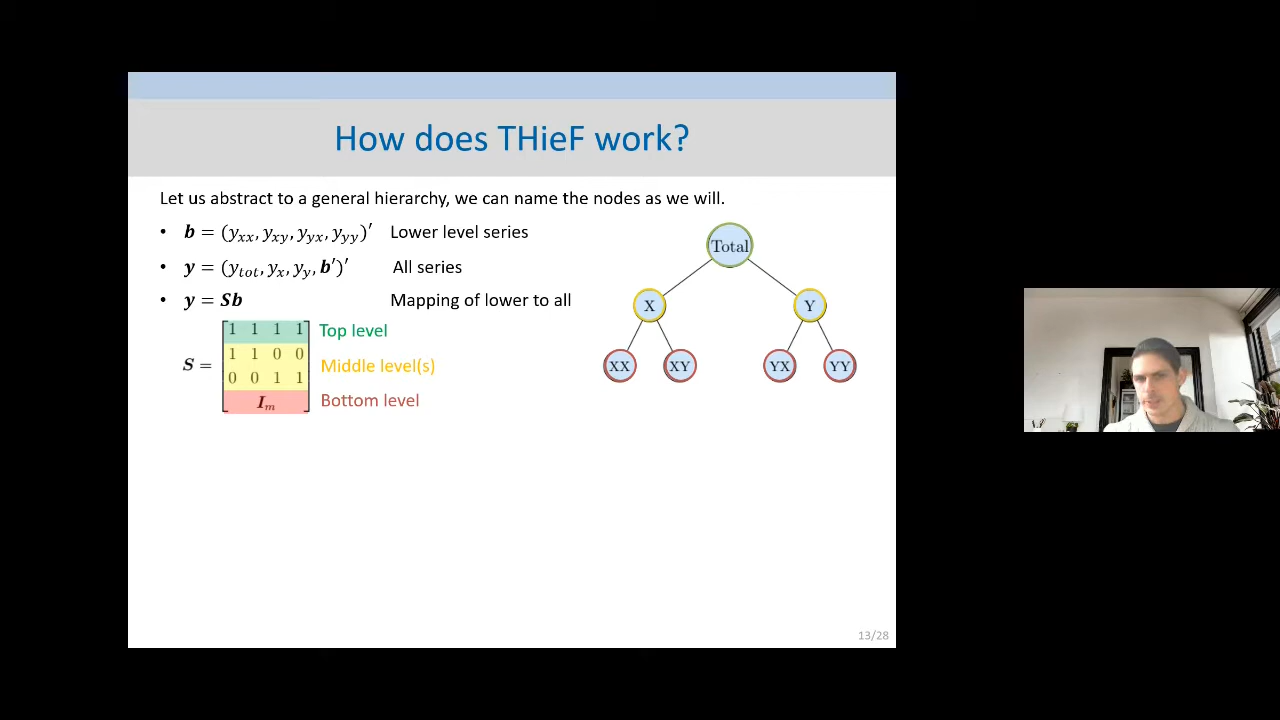 How does THieF work?
Let us abstract to a general hierarchy, we can name the nodes as we will.
• b = (y_xx, y_xy, y_yx, y_yy)′ Lower level series
• y = (y_tot, y_x, y_y, b′)′ All series
• y = Sb Mapping of lower to all
S =
1 1 1 1 Top level
1 1 0 0
Middle level(s)
0 0 1 1
I_m Bottom level
Total
X Y
XX XY YX YY
13/28